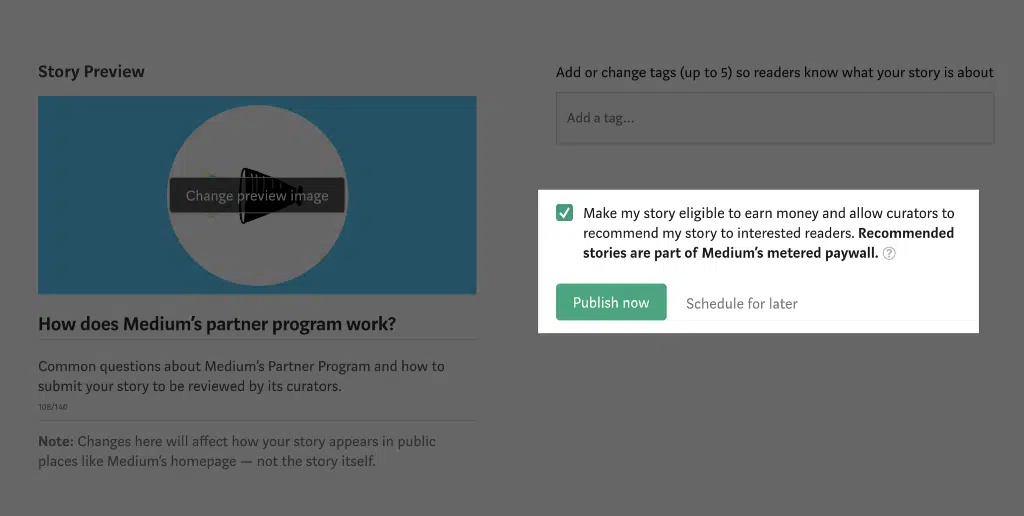 Story Preview
Change preview image
How does Medium’s partner program work?
Common questions about Medium’s Partner Program and how to
submit your story to be reviewed by its curators.
108/140
Note: Changes here will affect how your story appears in public
places like Medium’s homepage — not the story itself.
Add or change tags (up to 5) so readers know what your story is about
Add a tag...
Make my story eligible to earn money and allow curators to
recommend my story to interested readers. Recommended
stories are part of Medium’s metered paywall. ?
Publish now
Schedule for later